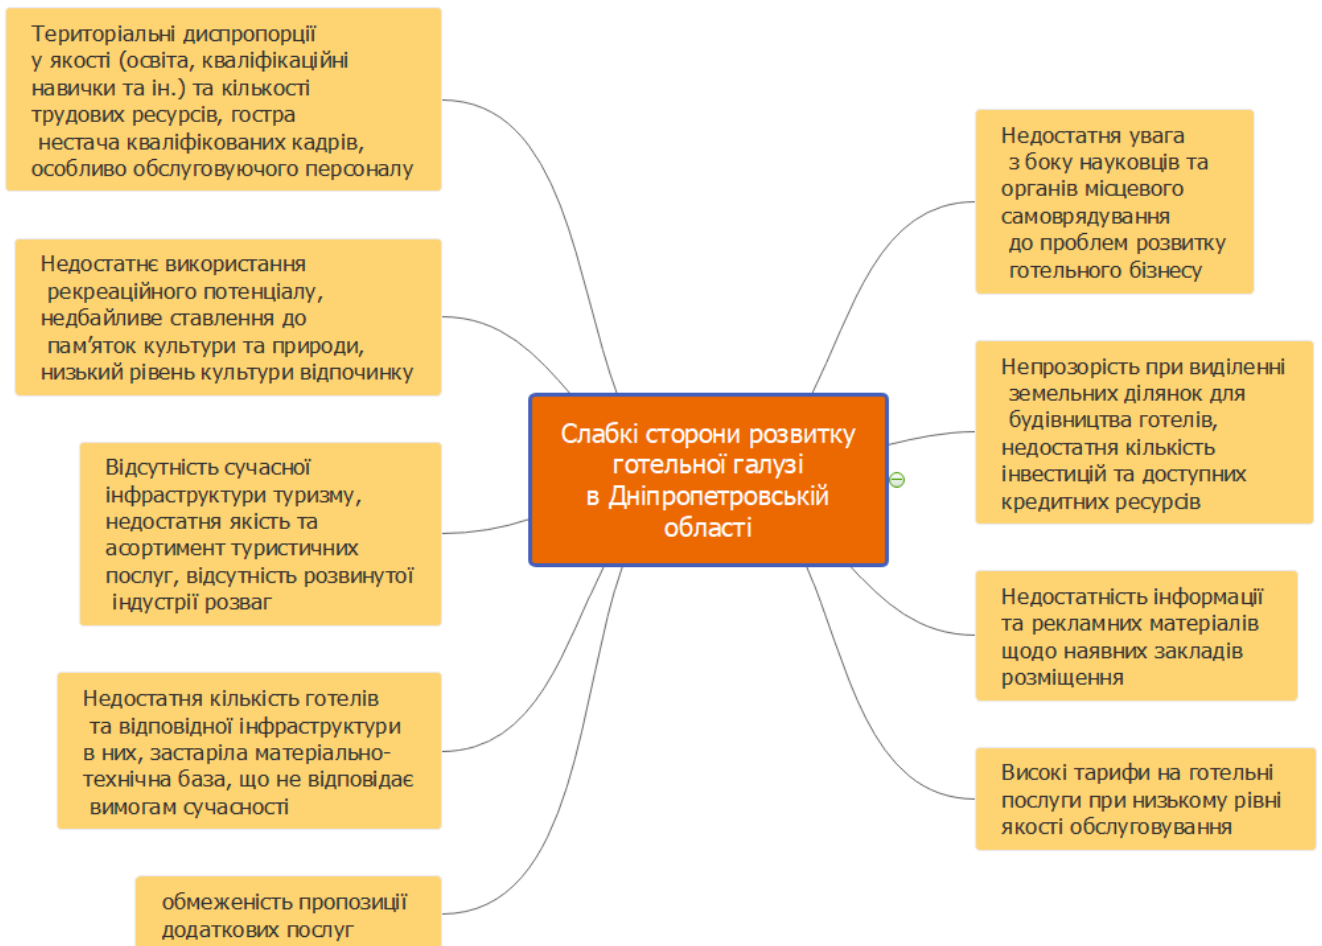 Територіальні диспропорції
у якості (освіта, кваліфікаційні
навички та ін.) та кількості
трудових ресурсів, гостра
нестача кваліфікованих кадрів,
особливо обслуговуючого персоналу
Недостатнє використання
рекреаційного потенціалу,
недбайливе ставлення до
пам’яток культури та природи,
низький рівень культури відпочинку
Відсутність сучасної
інфраструктури туризму,
недостатня якість та
асортимент туристичних
послуг, відсутність розвинутої
індустрії розваг
Недостатня кількість готелів
та відповідної інфраструктури
в них, застаріла матеріально-
технічна база, що не відповідає
вимогам сучасності
обмеженість пропозиції
додаткових послуг
Слабкі сторони розвитку
готельної галузі
в Дніпропетровській
області
Недостатня увага
з боку науковців та
органів місцевого
самоврядування
до проблем розвитку
готельного бізнесу
Непрозорість при виділенні
земельних ділянок для
будівництва готелів,
недостатня кількість
інвестицій та доступних
кредитних ресурсів
Недостатність інформації
та рекламних матеріалів
щодо наявних закладів
розміщення
Високі тарифи на готельні
послуги при низькому рівні
якості обслуговування